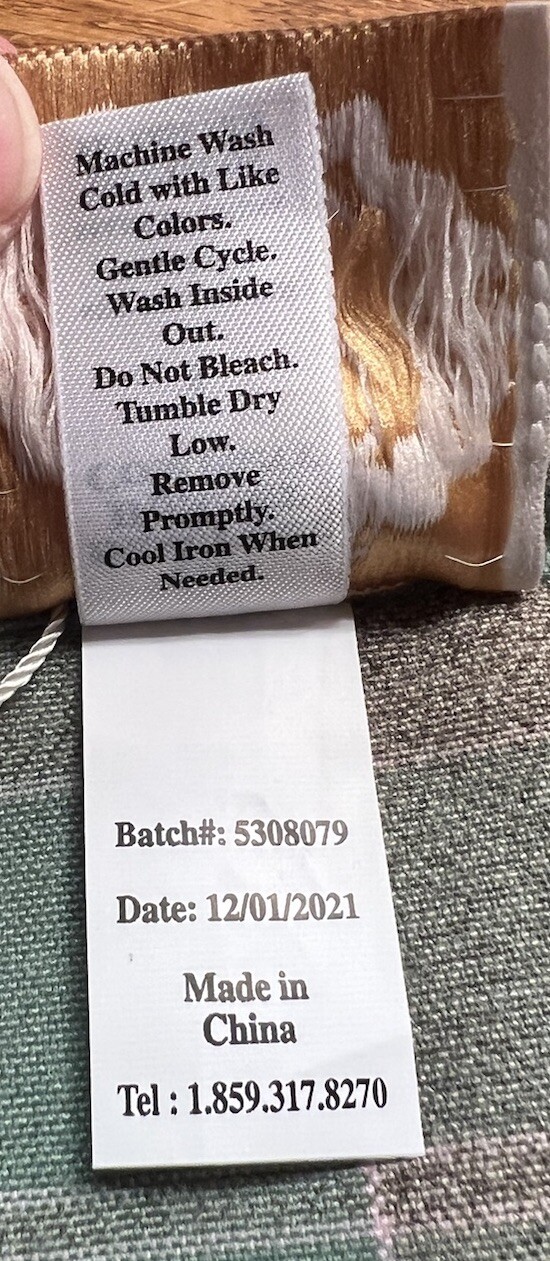 Machine Wash
Cold with Like
Colors.
Gentle Cycle.
Wash Inside
Out.
Do Not Bleach.
Tumble Dry
Low.
Remove
Promptly.
Cool Iron When
Needed.
Batch#: 5308079
Date: 12/01/2021
Made in
China
Tel : 1.859.317.8270